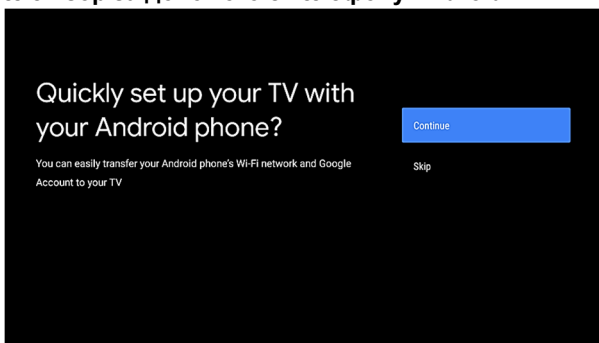 Quickly set up your TV with
your Android phone?
You can easily transfer your Android phone's Wi-Fi network and Google
Account to your TV
Continue
Skip